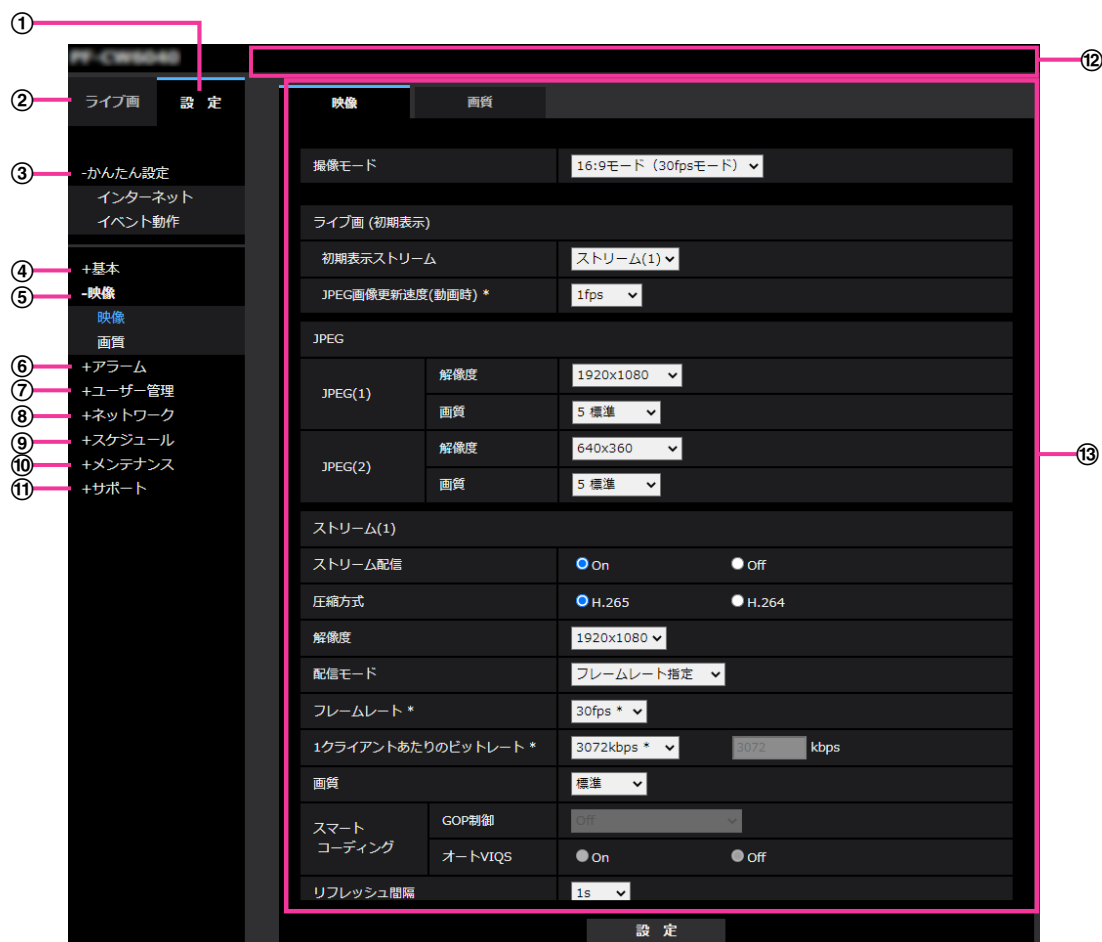 ①
⑫
②
ライブ画 設 定
映像 画質
③
-かんたん設定
インターネット
イベント動作
④
+基本
⑤
-映像
映像
画質
⑥
+アラーム
⑦
+ユーザー管理
⑧
+ネットワーク
⑨
+スケジュール
⑩
+メンテナンス
⑪
+サポート
撮像モード 16:9モード（30fpsモード）
ライブ画 (初期表示)
初期表示ストリーム ストリーム(1)
JPEG画像更新速度(動画時) * 1fps
JPEG
JPEG(1)
解像度 1920x1080
画質 5 標準
JPEG(2)
解像度 640x360
画質 5 標準
⑬
ストリーム(1)
ストリーム配信 On Off
圧縮方式 H.265 H.264
解像度 1920x1080
配信モード フレームレート指定
フレームレート * 30fps *
1クライアントあたりのビットレート * 3072kbps * 3072 kbps
画質 標準
スマート
コーディング
GOP制御 Off
オートVIQS On Off
リフレッシュ間隔 1s
設 定